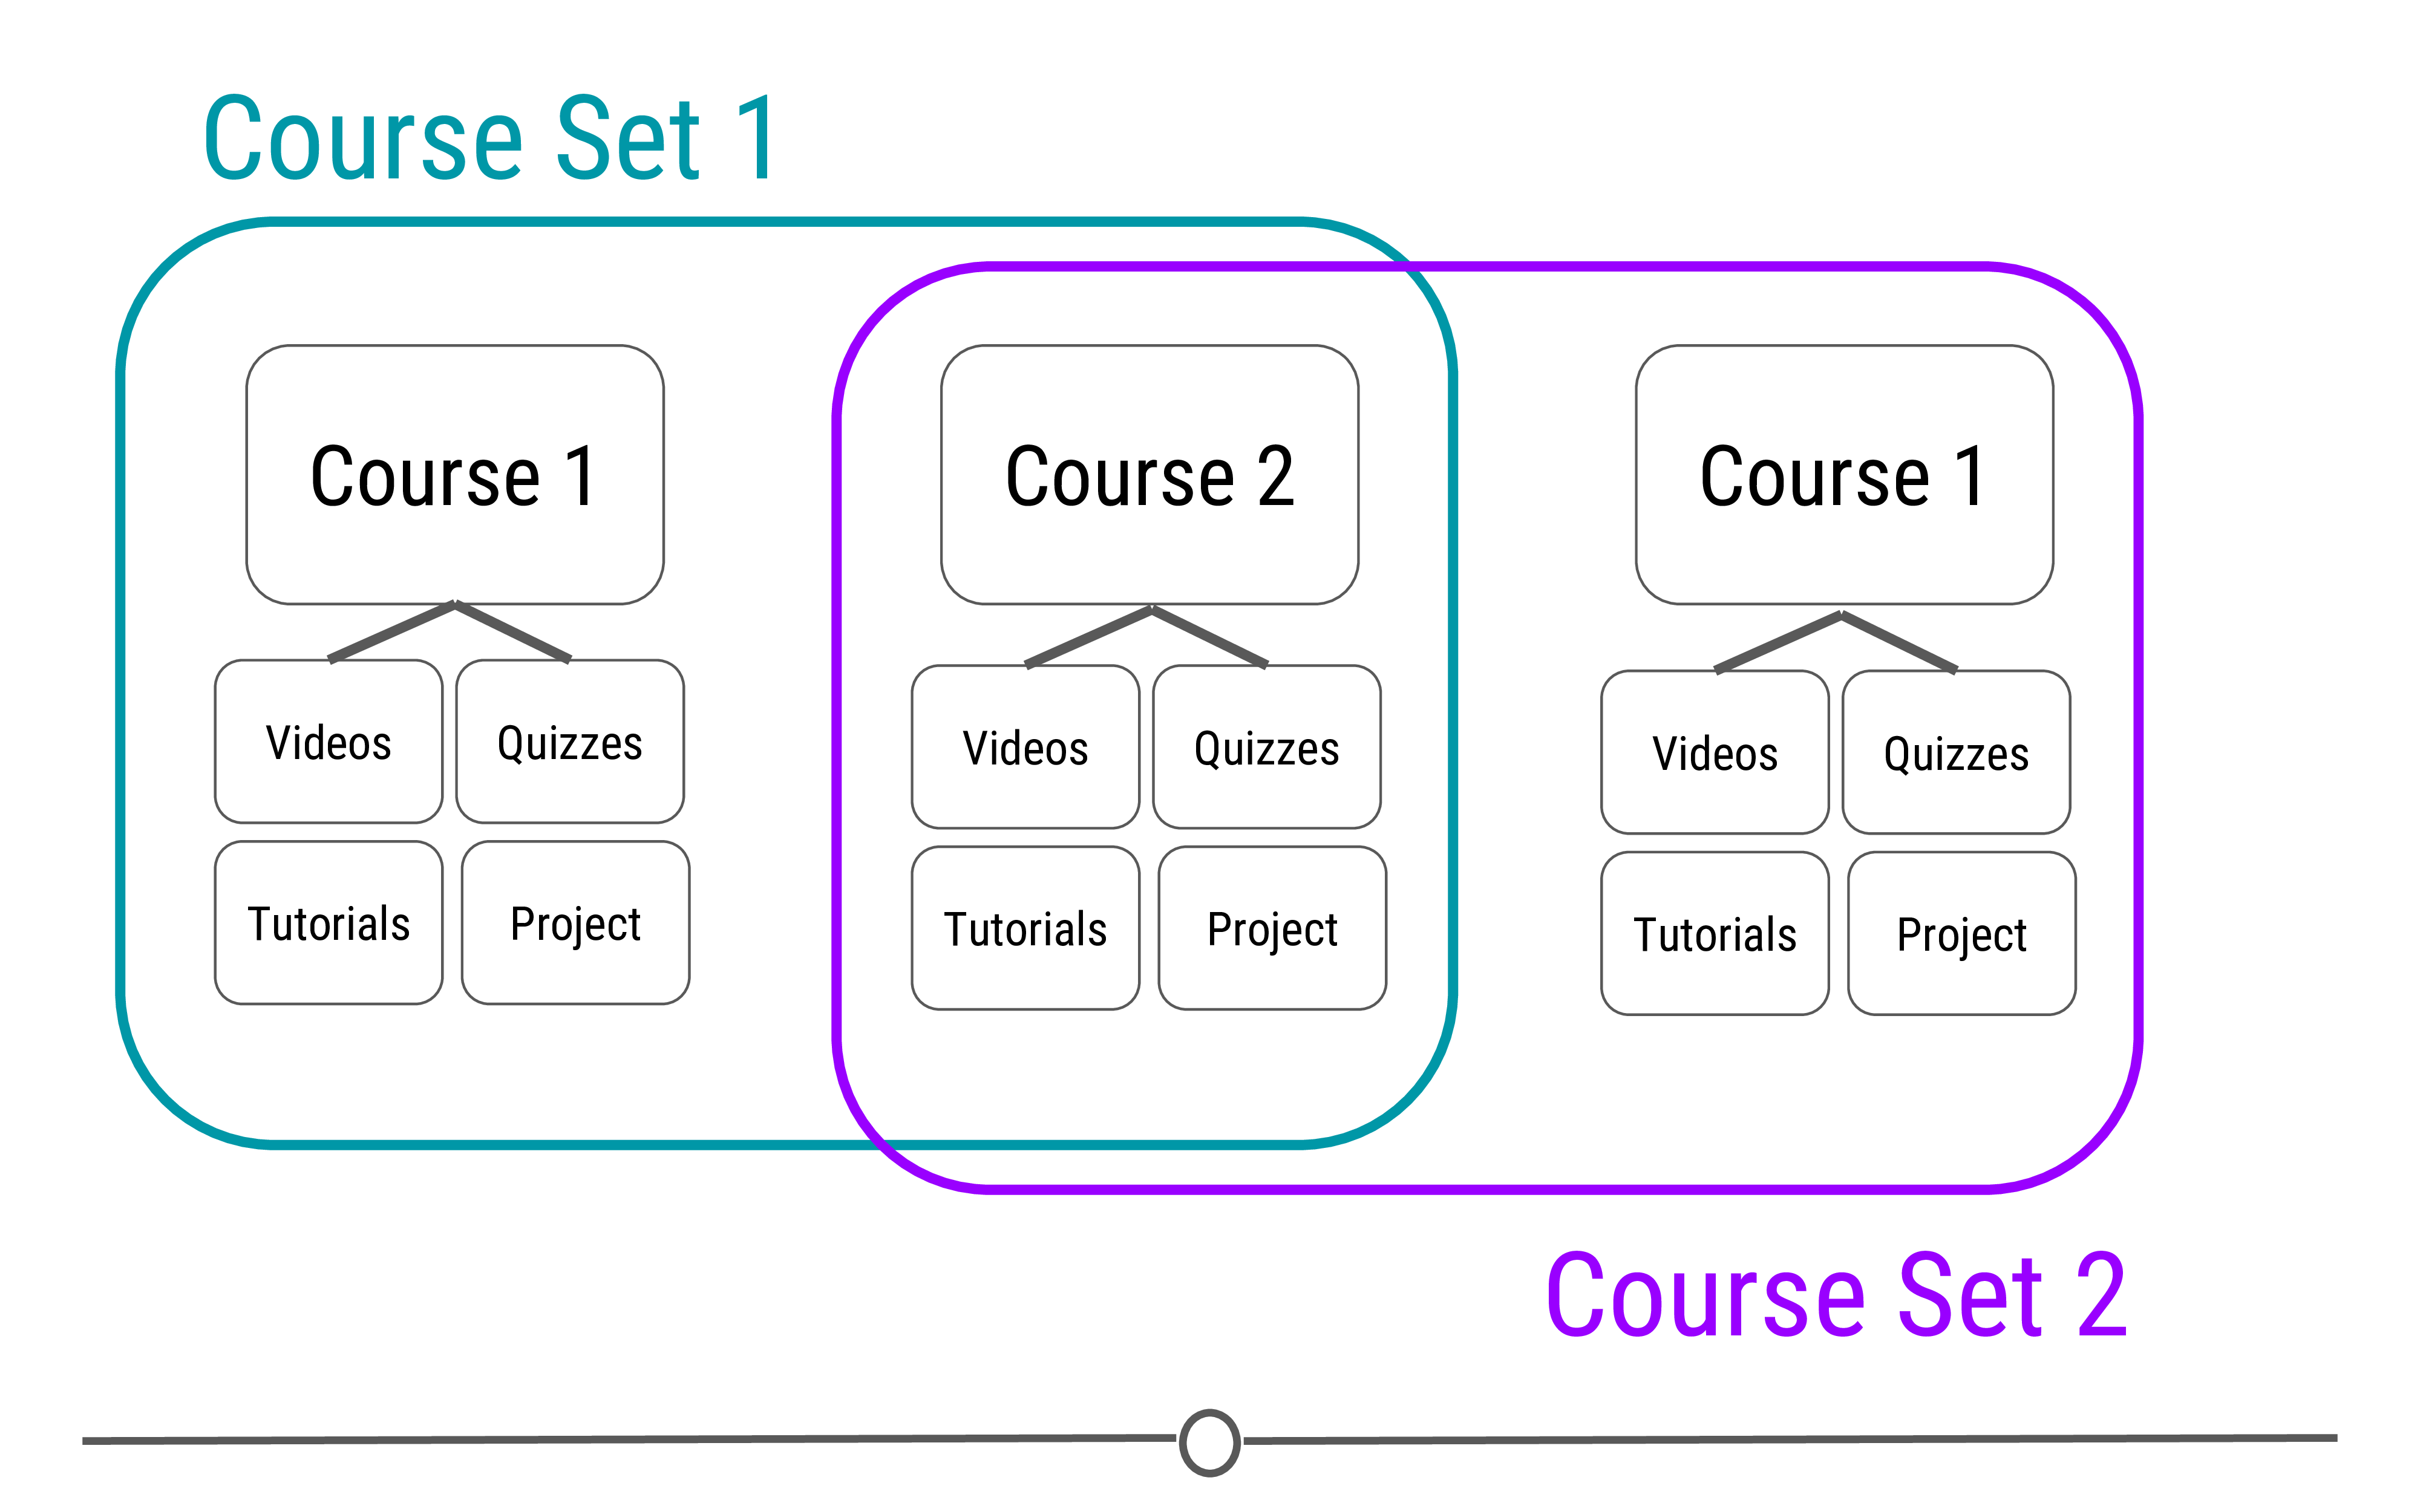 Course Set 1
Course 1
Course 2
Course 1
Videos
Quizzes
Tutorials
Project
Videos
Quizzes
Tutorials
Project
Videos
Quizzes
Tutorials
Project
Course Set 2